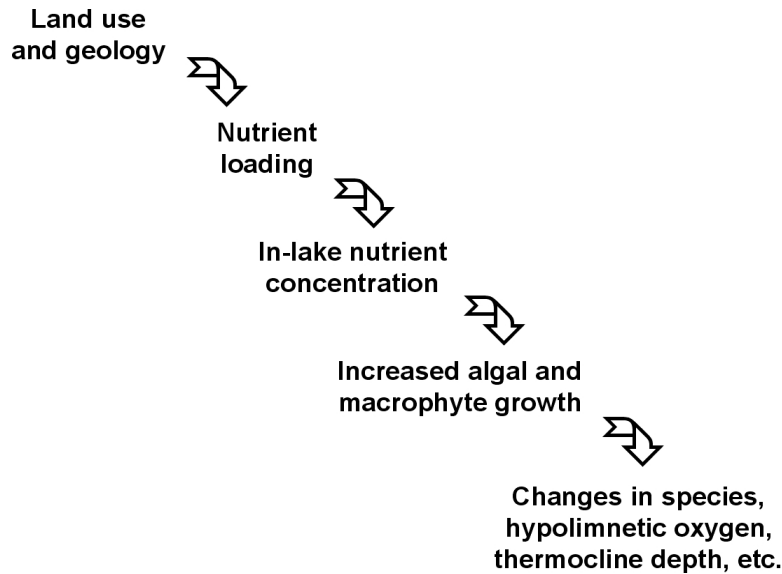 Land use
and geology
Nutrient
loading
In-lake nutrient
concentration
Increased algal and
macrophyte growth
Changes in species,
hypolimnetic oxygen,
thermocline depth, etc.